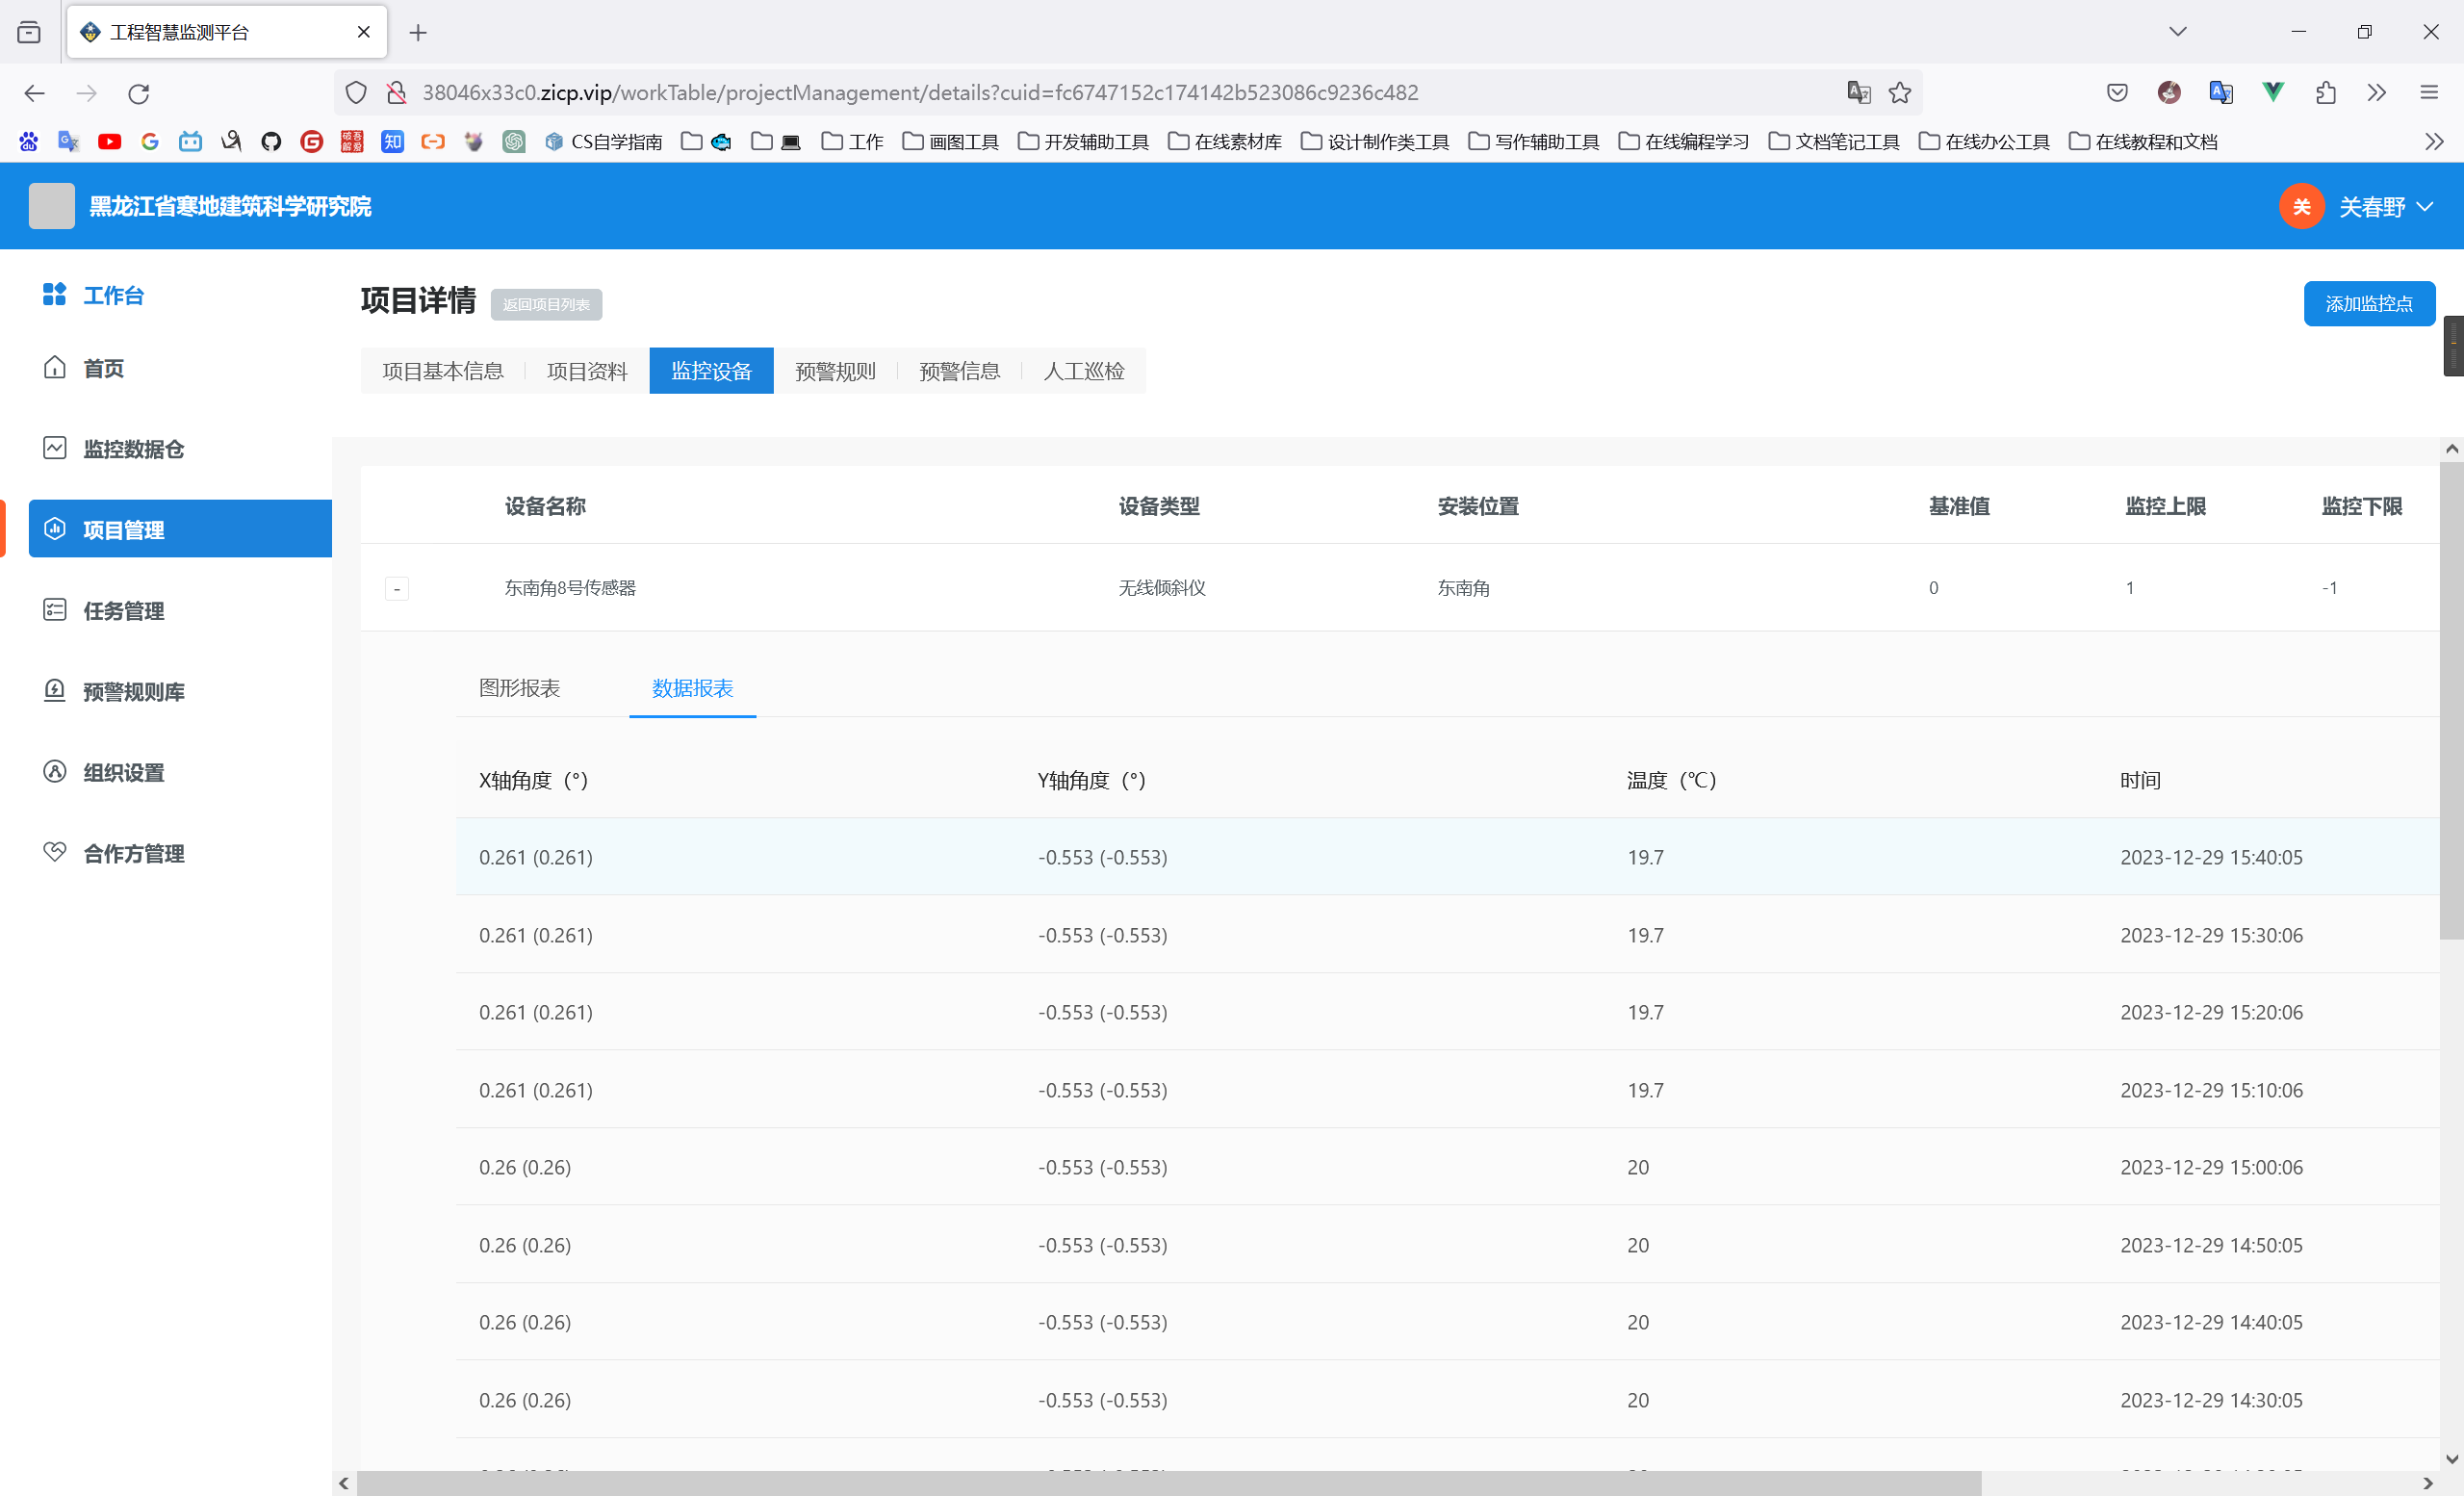 工程智慧监测平台
38046x33c0.zicp.vip/workTable/projectManagement/details?cuid=fc6747152c174142b523086c9236c482
CS自学指南 工作 画图工具 开发辅助工具 在线素材库 设计制作类工具 写作辅助工具 在线编程学习 文档笔记工具 在线办公工具 在线教程和文档
黑龙江省寒地建筑科学研究院
关 关春野
工作台
首页
监控数据仓
项目管理
任务管理
预警规则库
组织设置
合作方管理
项目详情 返回项目列表
添加监控点
项目基本信息 项目资料 监控设备 预警规则 预警信息 人工巡检
设备名称 设备类型 安装位置 基准值 监控上限 监控下限
- 东南角8号传感器 无线倾斜仪 东南角 0 1 -1
图形报表 数据报表
X轴角度（°） Y轴角度（°） 温度（℃） 时间
0.261 (0.261) -0.553 (-0.553) 19.7 2023-12-29 15:40:05
0.261 (0.261) -0.553 (-0.553) 19.7 2023-12-29 15:30:06
0.261 (0.261) -0.553 (-0.553) 19.7 2023-12-29 15:20:06
0.261 (0.261) -0.553 (-0.553) 19.7 2023-12-29 15:10:06
0.26 (0.26) -0.553 (-0.553) 20 2023-12-29 15:00:06
0.26 (0.26) -0.553 (-0.553) 20 2023-12-29 14:50:05
0.26 (0.26) -0.553 (-0.553) 20 2023-12-29 14:40:05
0.26 (0.26) -0.553 (-0.553) 20 2023-12-29 14:30:05